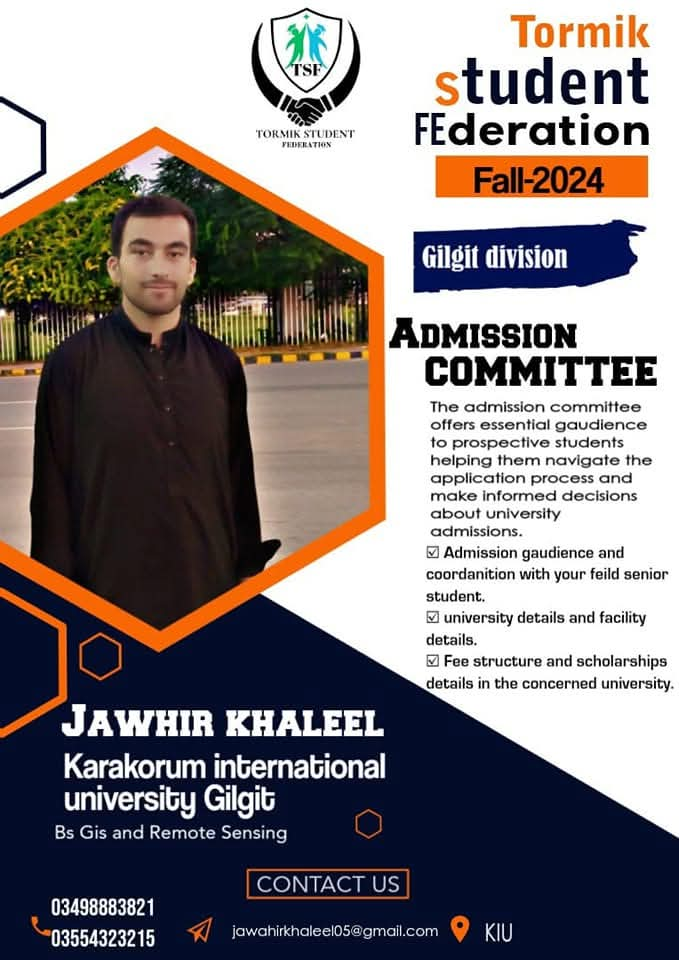 TSF
TORMIK STUDENT
FEDERATION
Tormik
student
FEderation
Fall-2024
Gilgit division
ADMISSION
COMMITTEE
The admission committee
offers essential gaudience
to prospective students
helping them navigate the
application process and
make informed decisions
about university
admissions.
☑ Admission gaudience and
coordanition with your feild senior
student.
☑ university details and facility
details.
☑ Fee structure and scholarships
details in the concerned university.
JAWHIR KHALEEL
Karakorum international
university Gilgit
Bs Gis and Remote Sensing
CONTACT US
03498883821
03554323215
jawahirkhaleel05@gmail.com
KIU